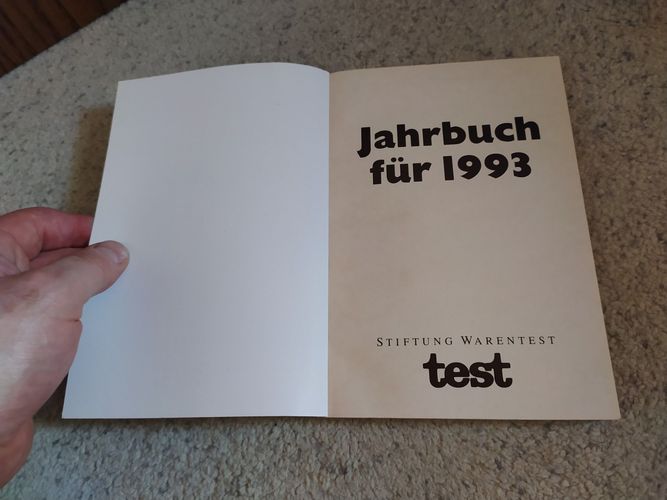 Jahrbuch
für 1993
STIFTUNG WARENTEST
test